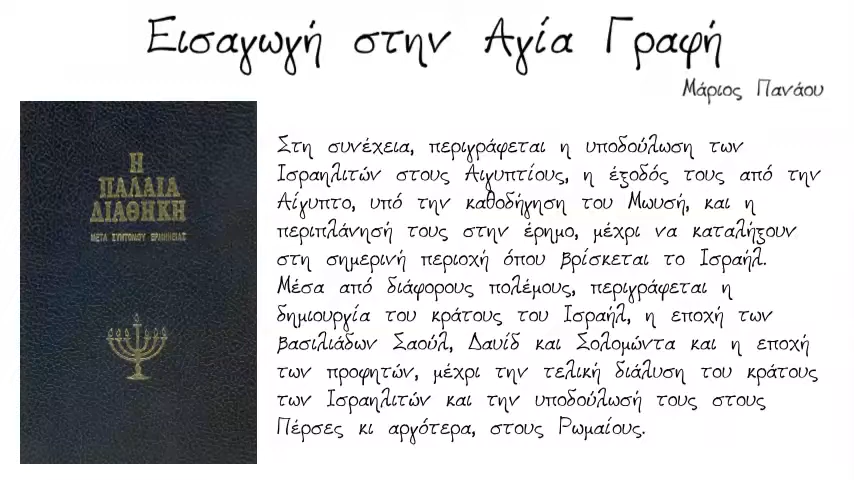 Εισαγωγή στην Αγία Γραφή
Μάριος Πανάου
Η
ΠΑΛΑΙΑ
ΔΙΑΘΗΚΗ
ΜΕΤΑ ΣΥΝΤΟΜΟΥ ΕΡΜΗΝΕΙΑΣ
Στη συνέχεια, περιγράφεται η υποδούλωση των
Ισραηλιτών στους Αιγυπτίους, η έξοδός τους από την
Αίγυπτο, υπό την καθοδήγηση του Μωυσή, και η
περιπλάνησή τους στην έρημο, μέχρι να καταλήξουν
στη σημερινή περιοχή όπου βρίσκεται το Ισραήλ.
Μέσα από διάφορους πολέμους, περιγράφεται η
δημιουργία του κράτους του Ισραήλ, η εποχή των
βασιλιάδων Σαούλ, Δαυίδ και Σολομώντα και η εποχή
των προφητών, μέχρι την τελική διάλυση του κράτους
των Ισραηλιτών και την υποδούλωσή τους στους
Πέρσες κι αργότερα, στους Ρωμαίους.